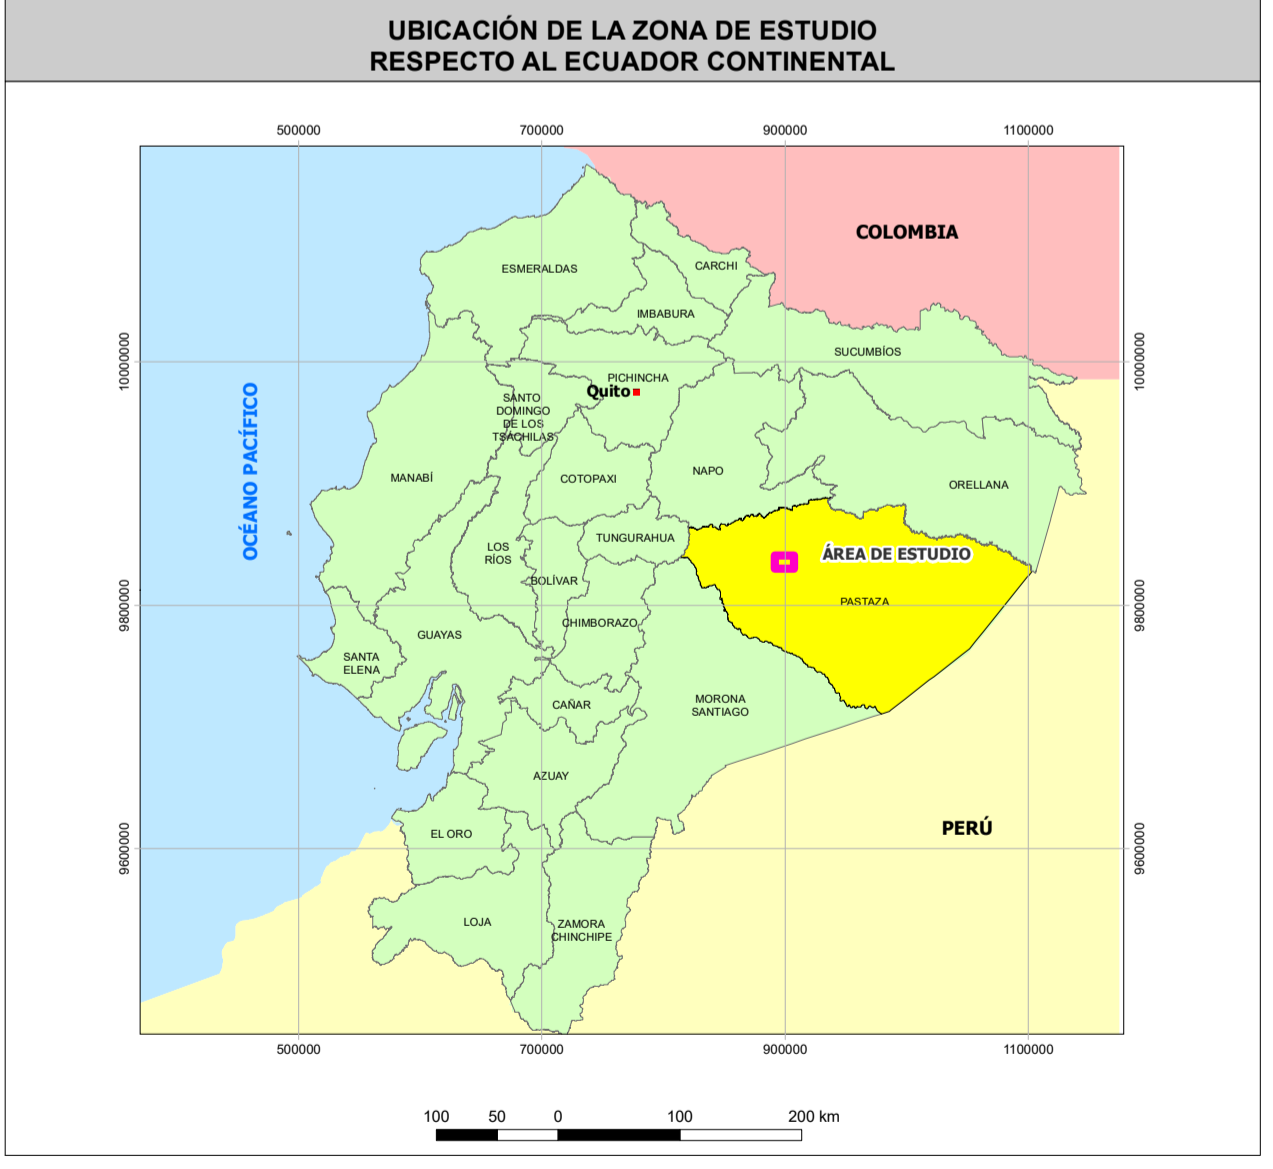 UBICACIÓN DE LA ZONA DE ESTUDIO
RESPECTO AL ECUADOR CONTINENTAL
500000
700000
900000
1100000
COLOMBIA
ESMERALDAS
CARCHI
IMBABURA
SUCUMBÍOS
10000000
10000000
PICHINCHA
Quito
SANTO
DOMINGO
DE LOS
TSÁCHILAS
OCÉANO PACÍFICO
MANABÍ
COTOPAXI
NAPO
ORELLANA
TUNGURAHUA
LOS
RÍOS
ÁREA DE ESTUDIO
BOLÍVAR
PASTAZA
9800000
9800000
CHIMBORAZO
GUAYAS
SANTA
ELENA
MORONA
SANTIAGO
CAÑAR
AZUAY
PERÚ
EL ORO
9600000
9600000
LOJA
ZAMORA
CHINCHIPE
500000
700000
900000
1100000
100
50
0
100
200 km